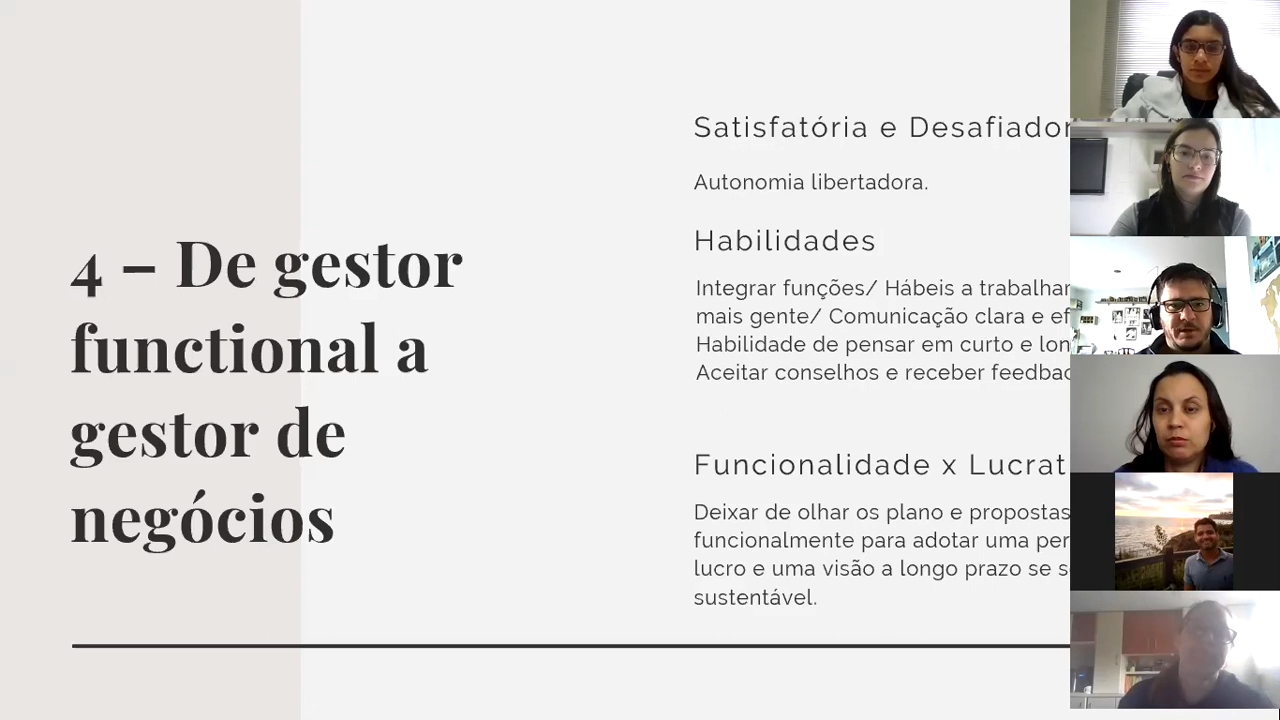 4 – De gestor
functional a
gestor de
negócios
Satisfatória e Desafiador
Autonomia libertadora.
Habilidades
Integrar funções/ Hábeis a trabalhar
mais gente/ Comunicação clara e ef
Habilidade de pensar em curto e lon
Aceitar conselhos e receber feedbac
Funcionalidade x Lucrat
Deixar de olhar os plano e propostas
funcionalmente para adotar uma per
lucro e uma visão a longo prazo se s
sustentável.